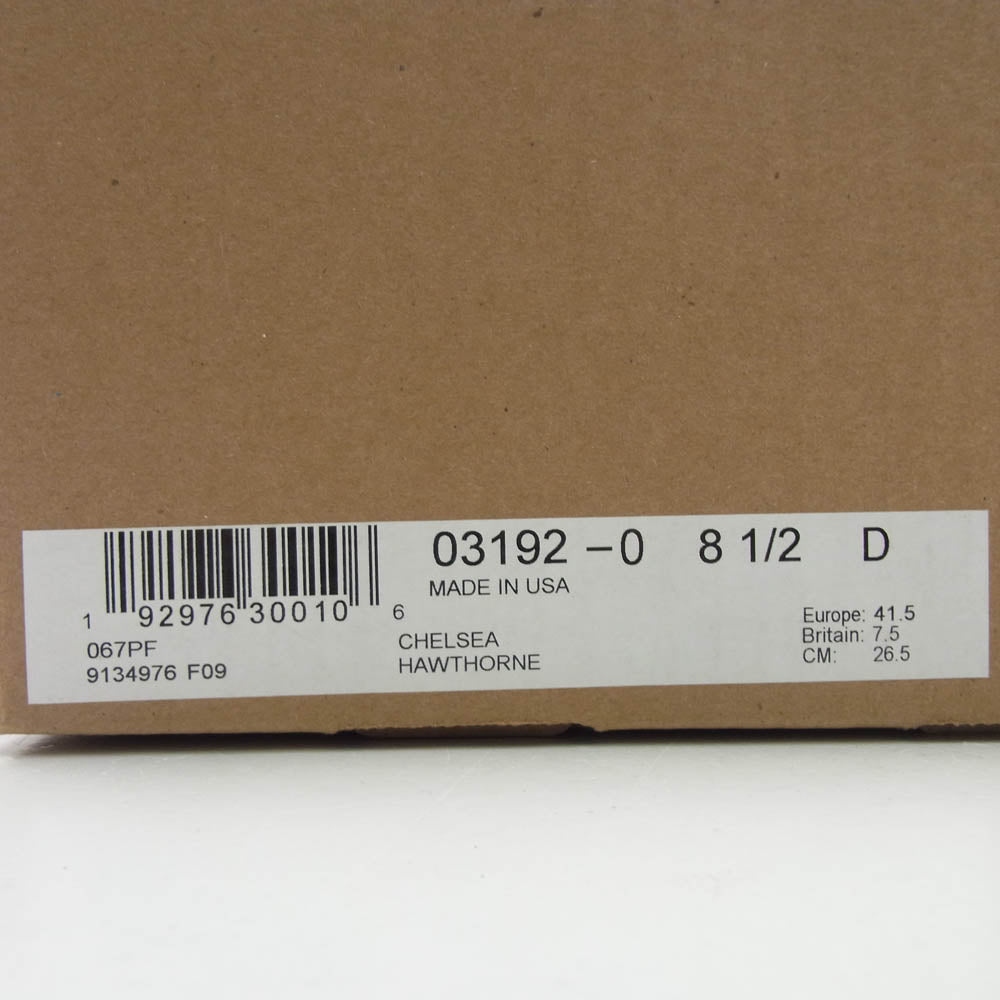 03192 –0 8 1/2 D
MADE IN USA
1 92976 30010 6
067PF
9134976 F09
CHELSEA
HAWTHORNE
Europe: 41.5
Britain: 7.5
CM: 26.5